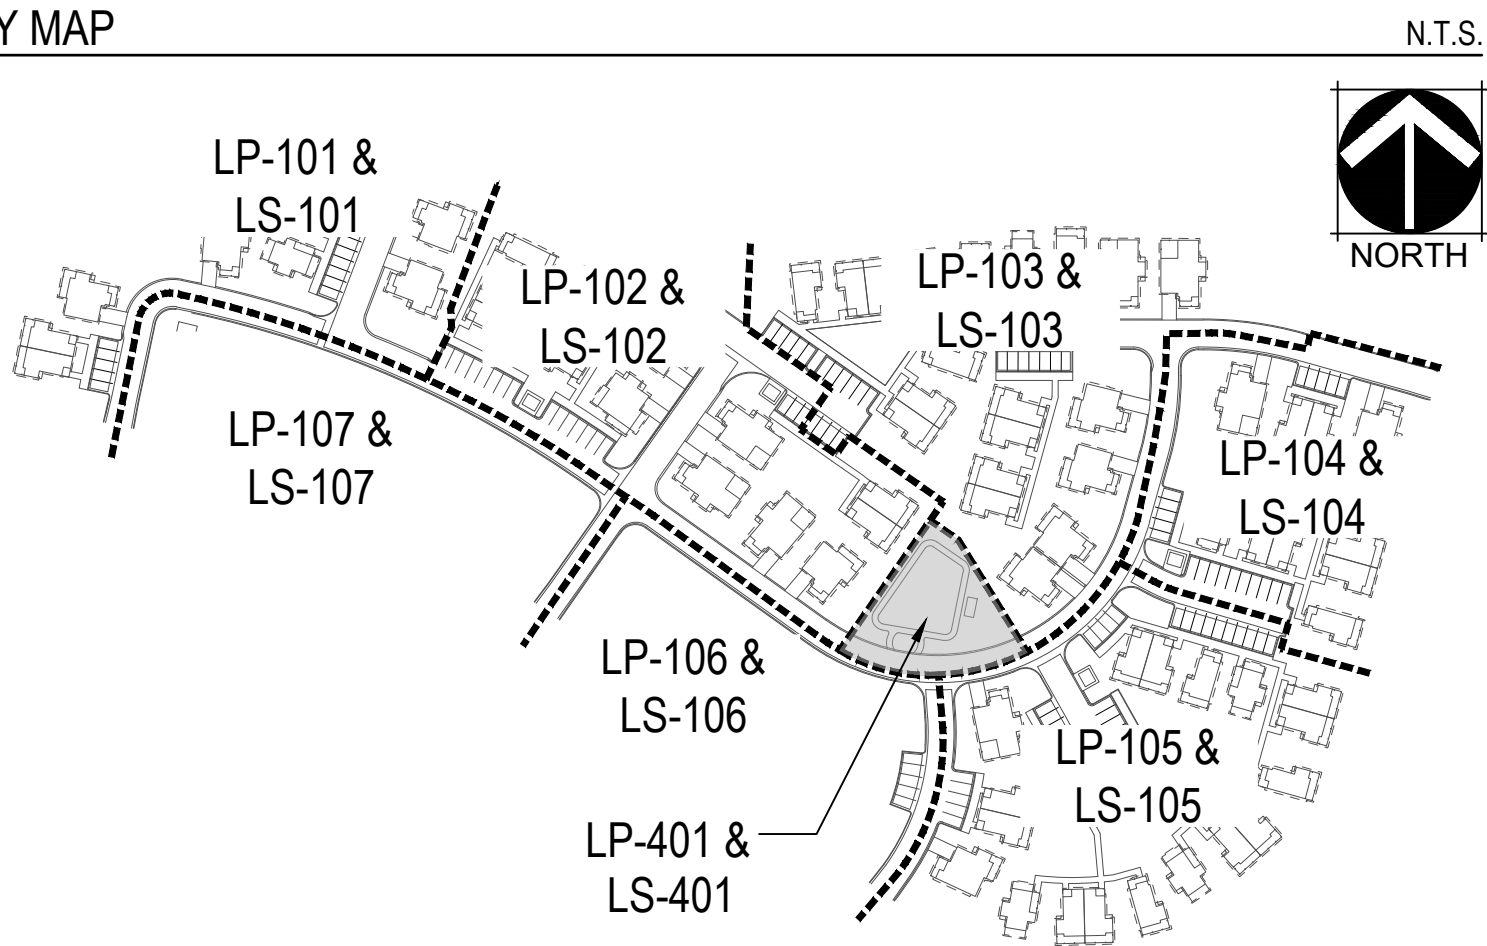 Y MAP
N.T.S.
NORTH
LP-101 &
LS-101
LP-102 &
LS-102
LP-103 &
LS-103
LP-104 &
LS-104
LP-107 &
LS-107
LP-106 &
LS-106
LP-105 &
LS-105
LP-401 &
LS-401